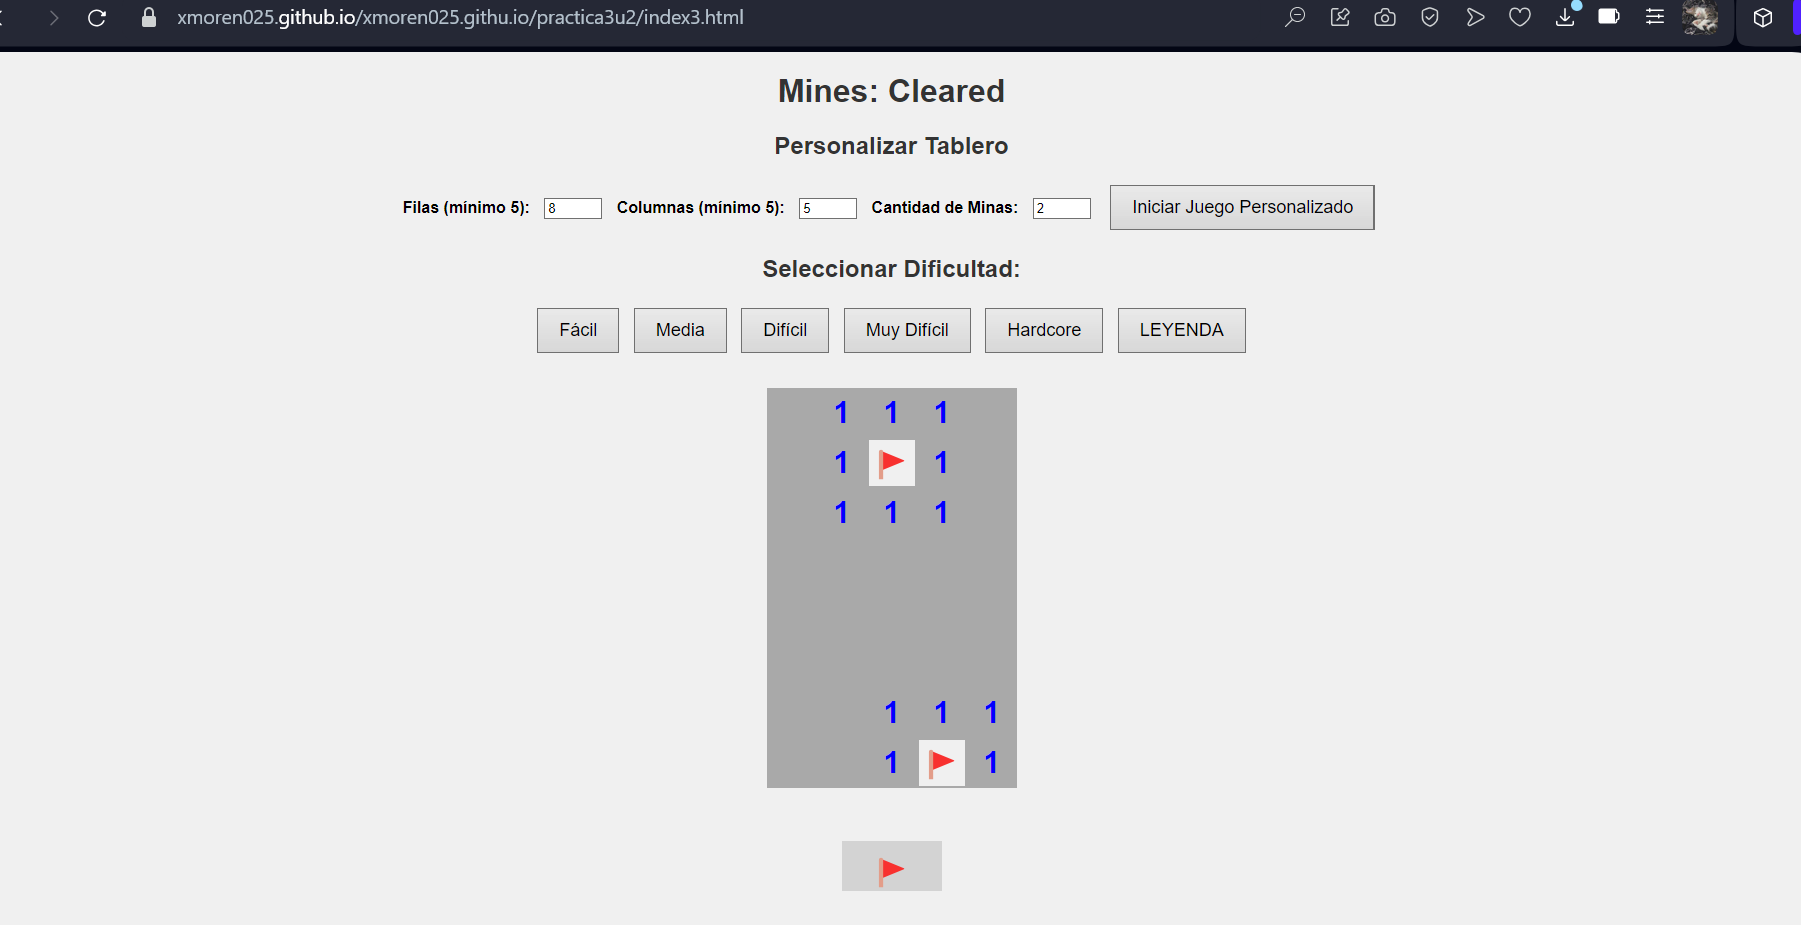 xmoren025.github.io/xmoren025.githu.io/practica3u2/index3.html
Mines: Cleared
Personalizar Tablero
Filas (mínimo 5): 8 Columnas (mínimo 5): 5 Cantidad de Minas: 2 Iniciar Juego Personalizado
Seleccionar Dificultad:
Fácil Media Difícil Muy Difícil Hardcore LEYENDA
1 1 1
1 1
1 1 1
1 1 1
1 1